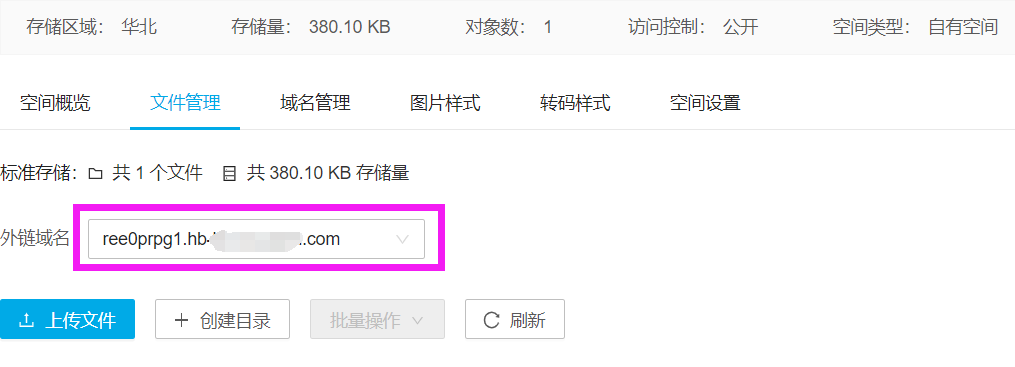 存储区域： 华北 存储量： 380.10 KB 对象数： 1 访问控制： 公开 空间类型： 自有空间
空间概览 文件管理 域名管理 图片样式 转码样式 空间设置
标准存储： 共 1 个文件 共 380.10 KB 存储量
外链域名 ree0prpg1.hb- .com
上传文件 创建目录 批量操作 刷新